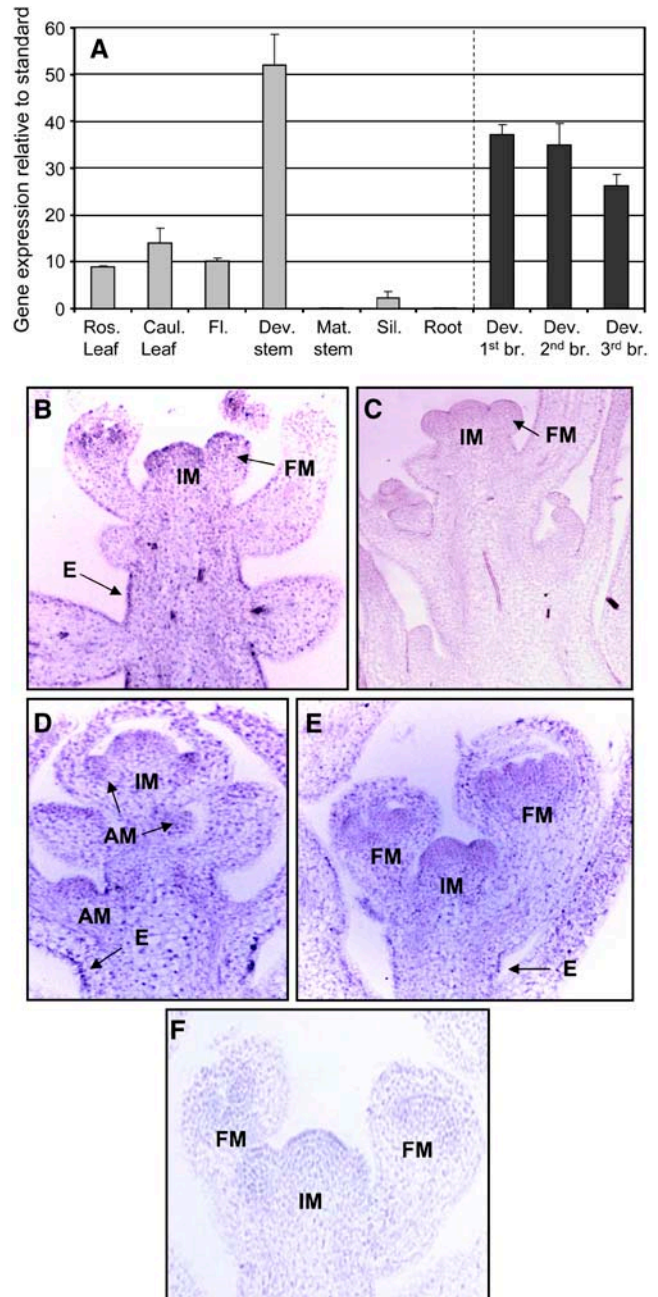 A
Gene expression relative to standard
60
50
40
30
20
10
0
Ros. Leaf
Caul. Leaf
Fl.
Dev. stem
Mat. stem
Sil.
Root
Dev. 1st br.
Dev. 2nd br.
Dev. 3rd br.
B
IM
FM
E
C
IM
FM
D
IM
AM
AM
E
E
FM
FM
IM
E
F
FM
FM
IM